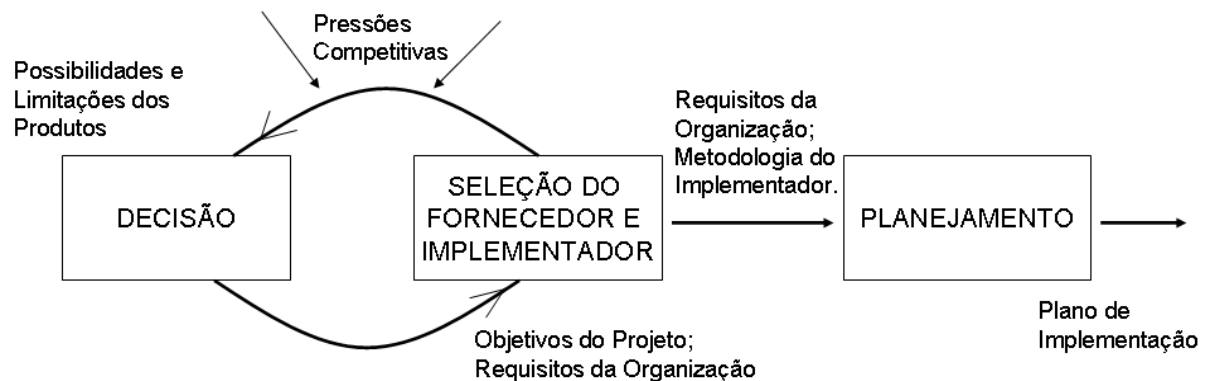 Pressões
Competitivas
Possibilidades e
Limitações dos
Produtos
Requisitos da
Organização;
Metodologia do
Implementador.
DECISÃO
SELEÇÃO DO
FORNECEDOR E
IMPLEMENTADOR
PLANEJAMENTO
Objetivos do Projeto;
Requisitos da Organização
Plano de
Implementação